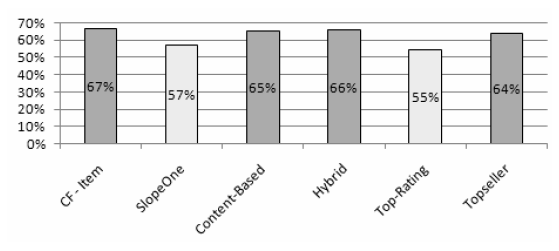 70%
60%
50%
40%
30%
20%
10%
0%
67%
57%
65%
66%
55%
64%
CF - Item
SlopeOne
Content-Based
Hybrid
Top-Rating
Topseller